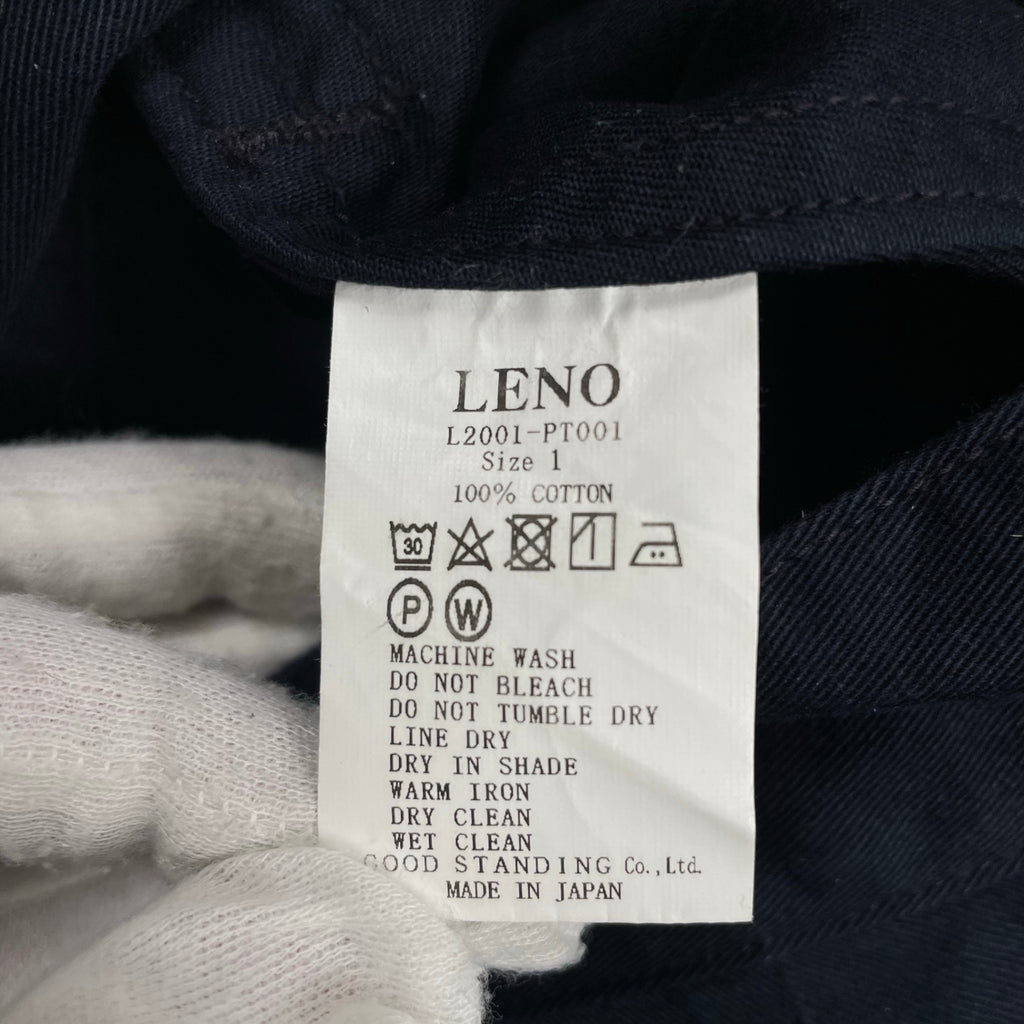 LENO
L2001-PT001
Size 1
100% COTTON
30
P W
MACHINE WASH
DO NOT BLEACH
DO NOT TUMBLE DRY
LINE DRY
DRY IN SHADE
WARM IRON
DRY CLEAN
WET CLEAN
GOOD STANDING Co.,Ltd.
MADE IN JAPAN